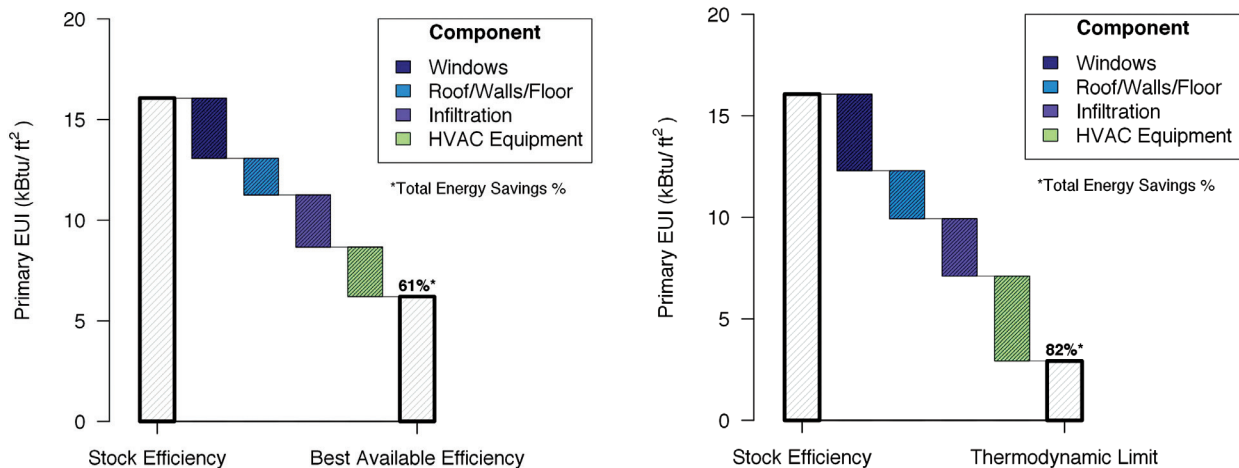 20
15
10
5
0
Primary EUI (kBtu/ ft²)
Component
Windows
Roof/Walls/Floor
Infiltration
HVAC Equipment
*Total Energy Savings %
61%*
Stock Efficiency
Best Available Efficiency
20
15
10
5
0
Primary EUI (kBtu/ ft²)
Component
Windows
Roof/Walls/Floor
Infiltration
HVAC Equipment
*Total Energy Savings %
82%*
Stock Efficiency
Thermodynamic Limit